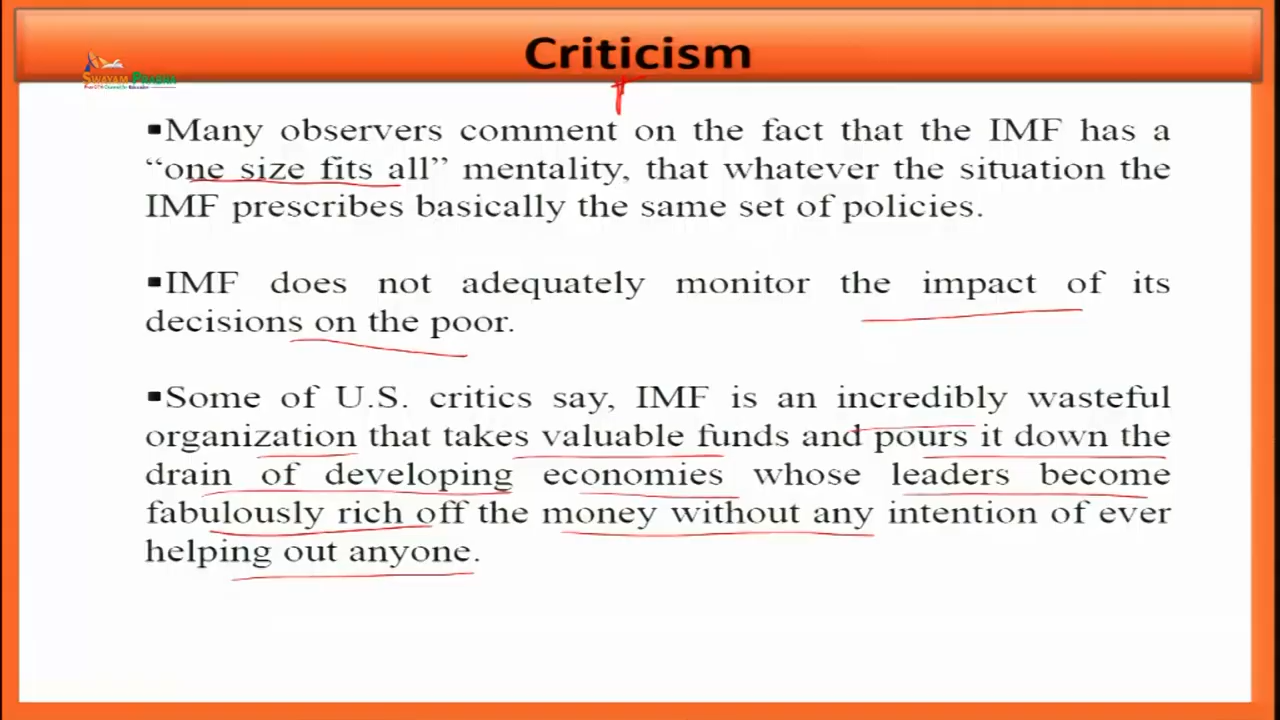 Criticism
SWAYAM PRABHA
▪Many observers comment on the fact that the IMF has a
“one size fits all” mentality, that whatever the situation the
IMF prescribes basically the same set of policies.
▪IMF does not adequately monitor the impact of its
decisions on the poor.
▪Some of U.S. critics say, IMF is an incredibly wasteful
organization that takes valuable funds and pours it down the
drain of developing economies whose leaders become
fabulously rich off the money without any intention of ever
helping out anyone.